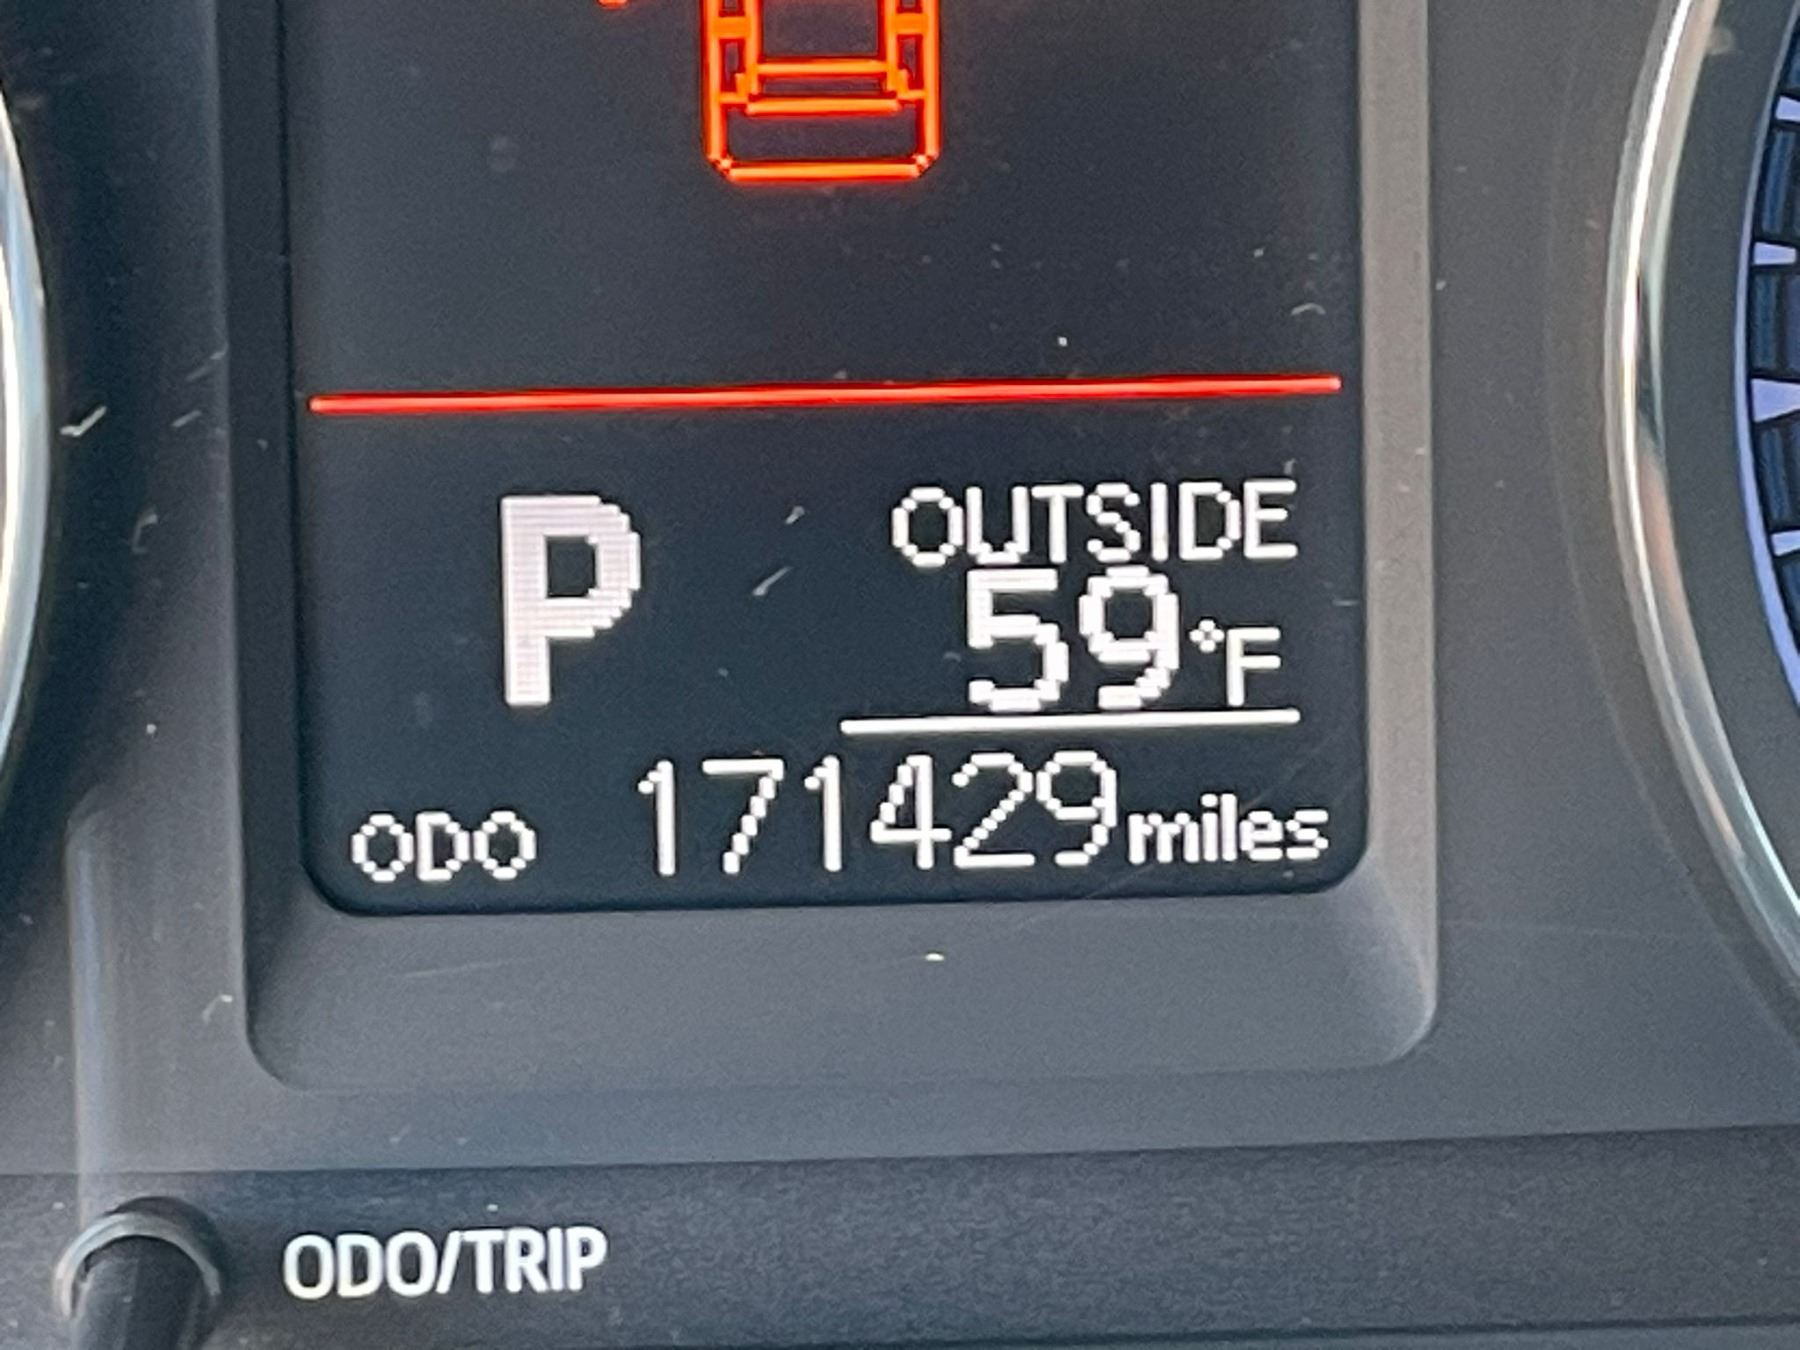 P
OUTSIDE
59°F
ODO 171429 miles
ODO/TRIP